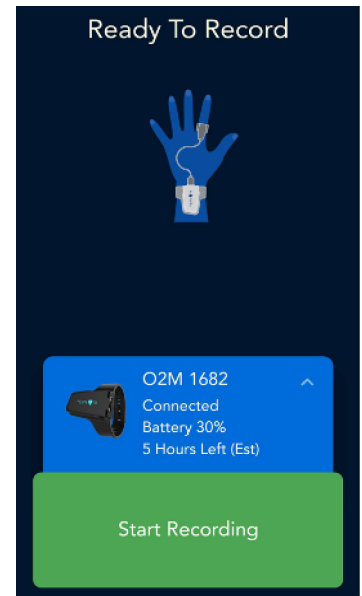 Ready To Record
O2M 1682
Connected
Battery 30%
5 Hours Left (Est)
Start Recording